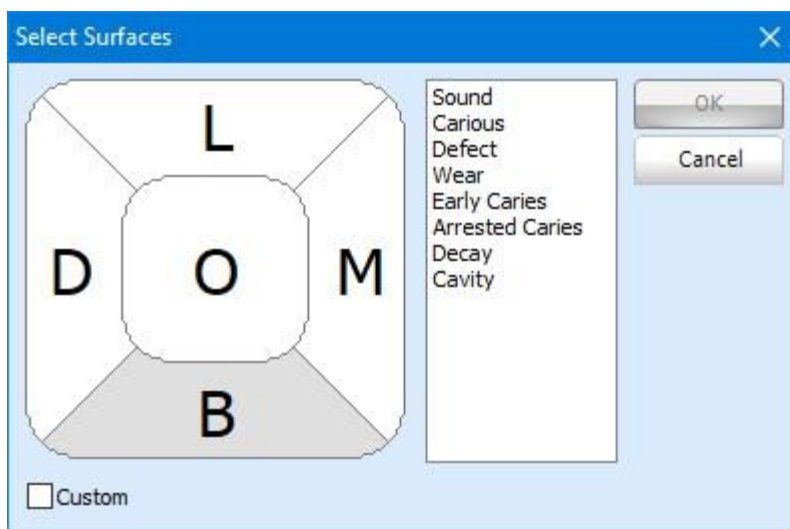 Select Surfaces
L
D O M
B
Sound
Carious
Defect
Wear
Early Caries
Arrested Caries
Decay
Cavity
OK
Cancel
Custom